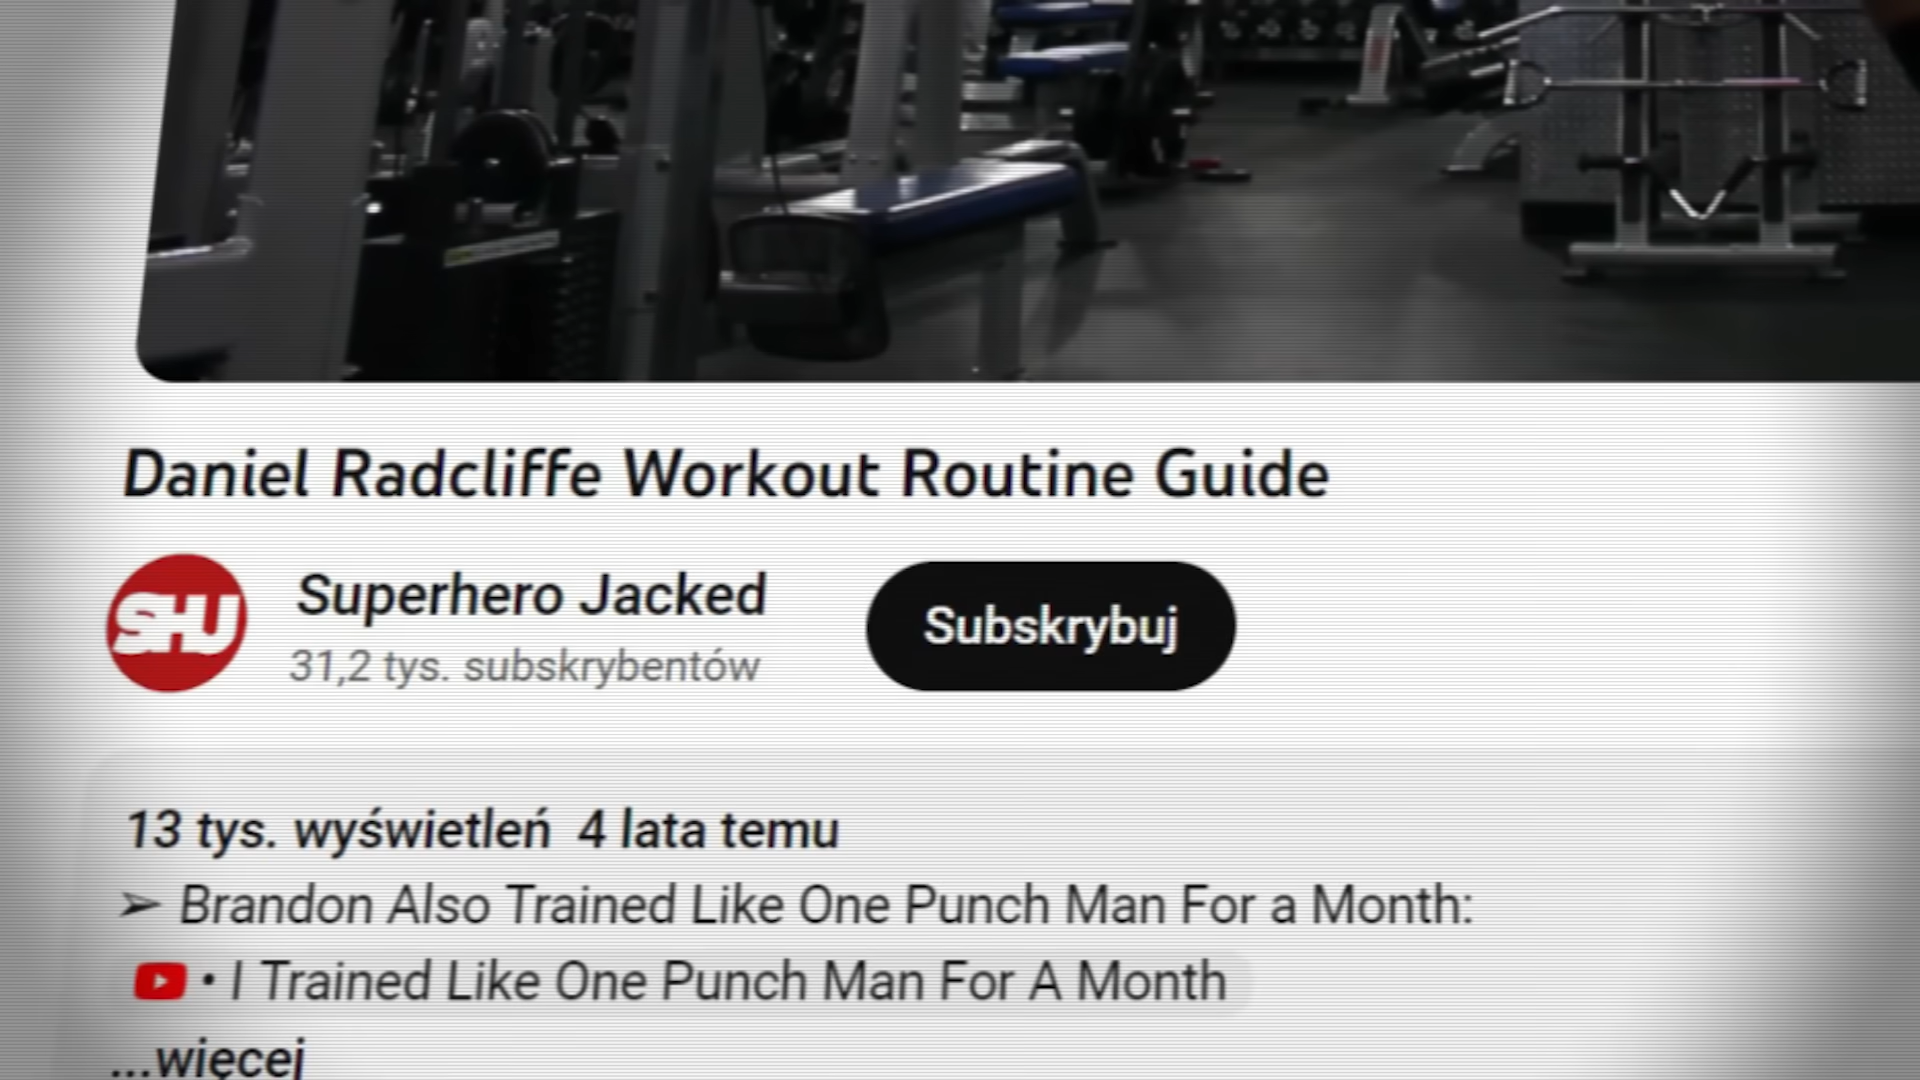 Daniel Radcliffe Workout Routine Guide
SHJ
Superhero Jacked
31,2 tys. subskrybentów
Subskrybuj
13 tys. wyświetleń 4 lata temu
➢ Brandon Also Trained Like One Punch Man For a Month:
• I Trained Like One Punch Man For A Month
...więcej